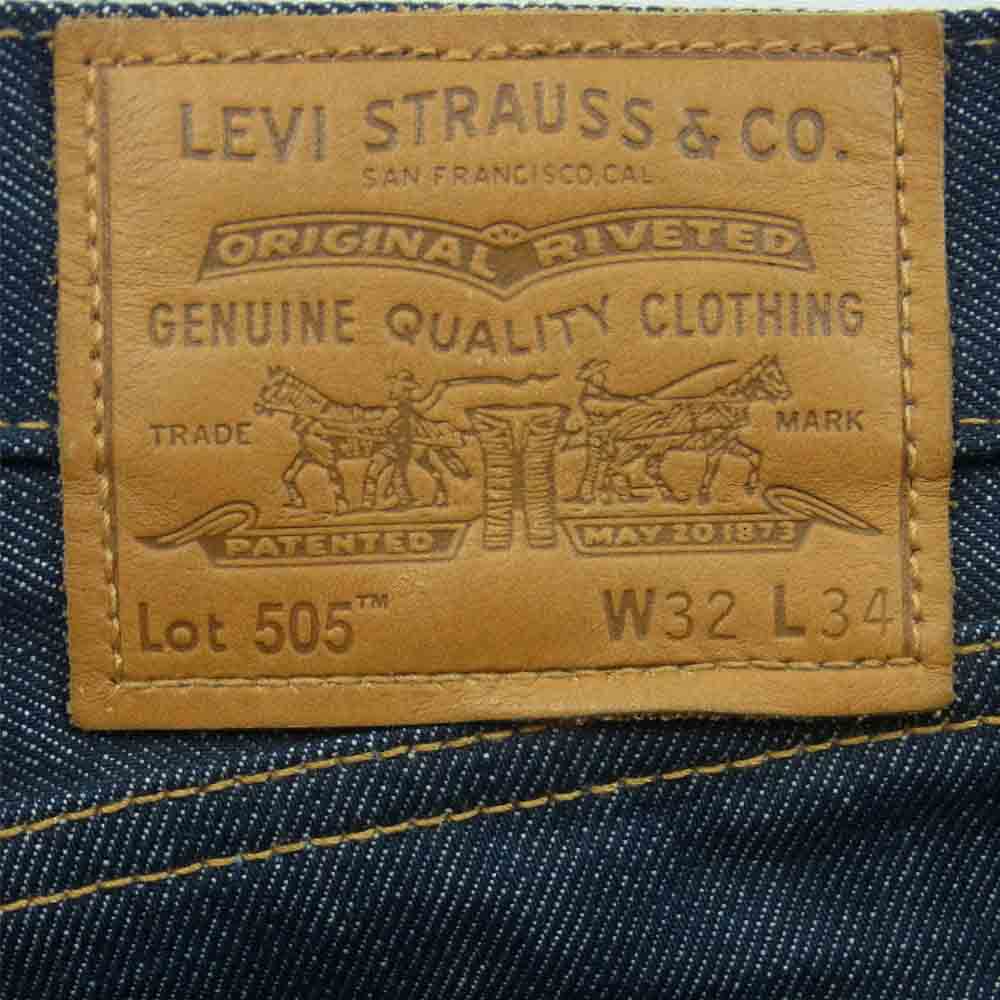 LEVI STRAUSS & CO.
SAN FRANCISCO, CAL.
ORIGINAL RIVETED
GENUINE QUALITY CLOTHING
TRADE MARK
PATENTED MAY 20 1873
Lot 505™ W32 L34